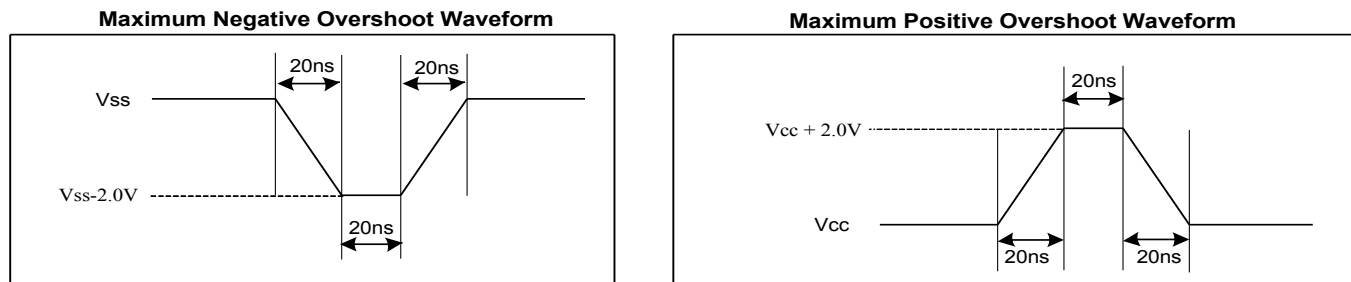 Maximum Negative Overshoot Waveform
20ns
20ns
Vss
Vss-2.0V
20ns
Maximum Positive Overshoot Waveform
20ns
Vcc + 2.0V
Vcc
20ns
20ns